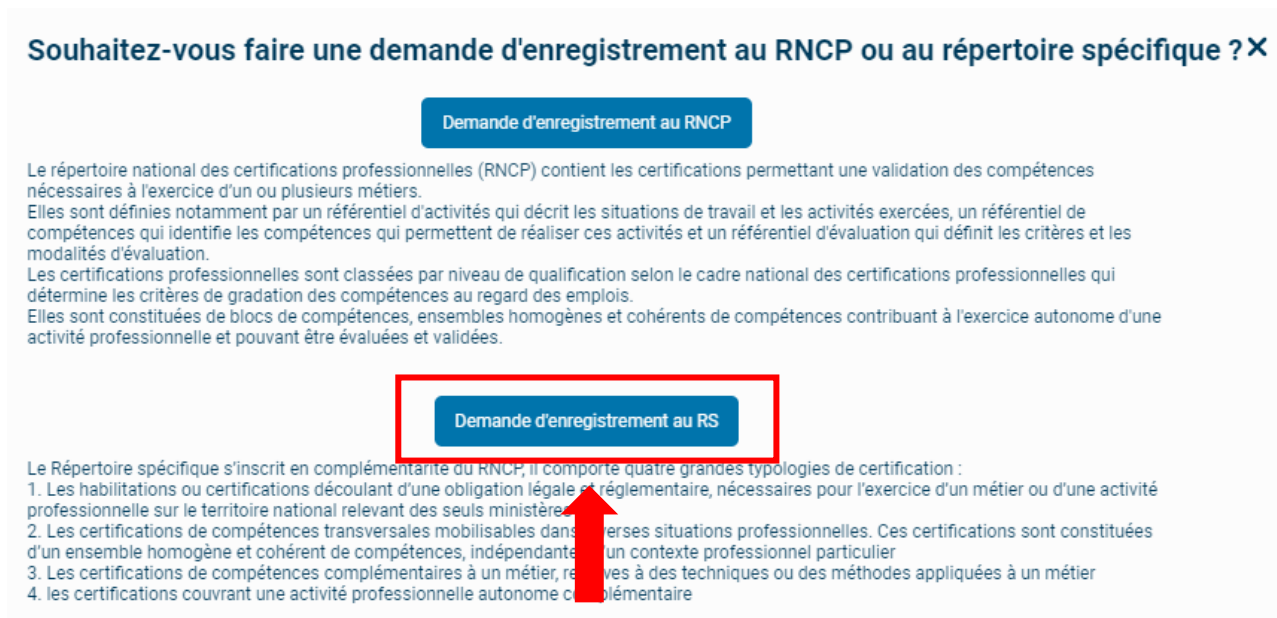 Souhaitez-vous faire une demande d'enregistrement au RNCP ou au répertoire spécifique ? X
Demande d'enregistrement au RNCP
Le répertoire national des certifications professionnelles (RNCP) contient les certifications permettant une validation des compétences
nécessaires à l'exercice d'un ou plusieurs métiers.
Elles sont définies notamment par un référentiel d'activités qui décrit les situations de travail et les activités exercées, un référentiel de
compétences qui identifie les compétences qui permettent de réaliser ces activités et un référentiel d'évaluation qui définit les critères et les
modalités d'évaluation.
Les certifications professionnelles sont classées par niveau de qualification selon le cadre national des certifications professionnelles qui
détermine les critères de gradation des compétences au regard des emplois.
Elles sont constituées de blocs de compétences, ensembles homogènes et cohérents de compétences contribuant à l'exercice autonome d'une
activité professionnelle et pouvant être évaluées et validées.
Demande d'enregistrement au RS
Le Répertoire spécifique s'inscrit en complémentarité du RNCP, il comporte quatre grandes typologies de certification :
1. Les habilitations ou certifications découlant d'une obligation légale et réglementaire, nécessaires pour l'exercice d'un métier ou d'une activité
professionnelle sur le territoire national relevant des seuls ministères
2. Les certifications de compétences transversales mobilisables dans verses situations professionnelles. Ces certifications sont constituées
d'un ensemble homogène et cohérent de compétences, indépendante un contexte professionnel particulier
3. Les certifications de compétences complémentaires à un métier, à des techniques ou des méthodes appliquées à un métier
4. les certifications couvrant une activité professionnelle autonome